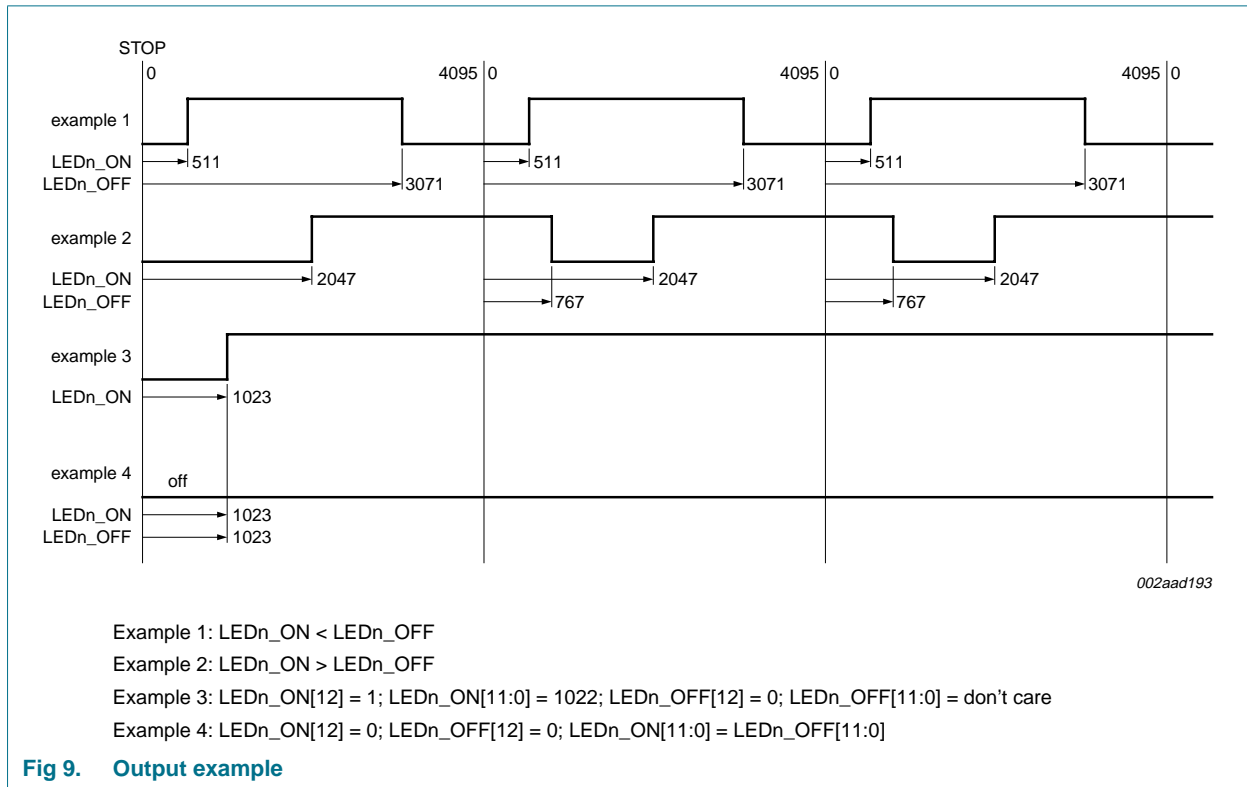 STOP
0 4095 0 4095 0 4095 0
example 1
LEDn_ON 511 511 511
LEDn_OFF 3071 3071 3071
example 2
LEDn_ON 2047 2047 2047
LEDn_OFF 767 767
example 3
LEDn_ON 1023
example 4 off
LEDn_ON 1023
LEDn_OFF 1023
002aad193
Example 1: LEDn_ON < LEDn_OFF
Example 2: LEDn_ON > LEDn_OFF
Example 3: LEDn_ON[12] = 1; LEDn_ON[11:0] = 1022; LEDn_OFF[12] = 0; LEDn_OFF[11:0] = don't care
Example 4: LEDn_ON[12] = 0; LEDn_OFF[12] = 0; LEDn_ON[11:0] = LEDn_OFF[11:0]
Fig 9. Output example